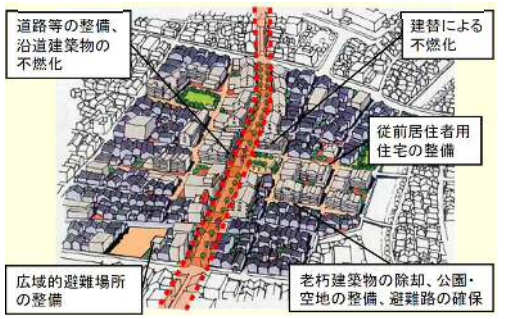 道路等の整備、
沿道建築物の
不燃化
建替による
不燃化
従前居住者用
住宅の整備
広域的避難場所
の整備
老朽建築物の除却、公園・
空地の整備、避難路の確保